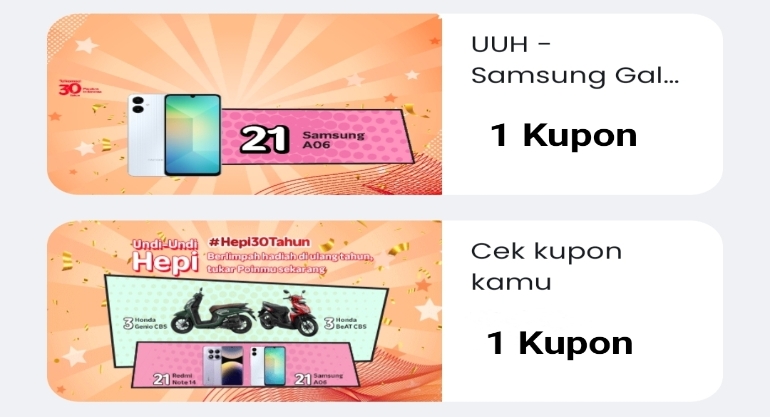 30
21 Samsung
A06
UUH -
Samsung Gal...
1 Kupon
Undi-Undi
Hepi
#Hepi30Tahun
Berlimpah hadiah di ulang tahun,
tukar Poinmu sekarang
3 Honda
Genio CBS
3 Honda
BeAT CBS
21 Redmi
Note 14
21 Samsung
A06
Cek kupon
kamu
1 Kupon